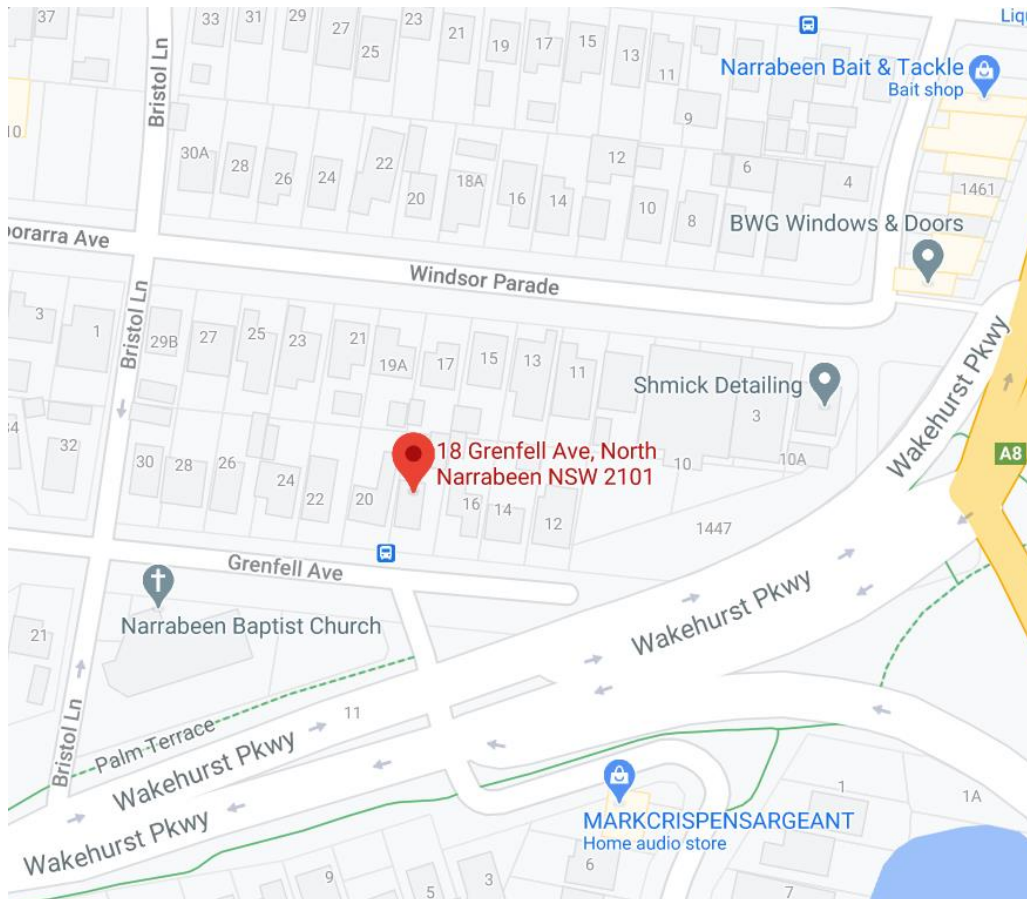 37
33
31
29
27
25
23
21
19
17
15
13
11
9
Liqu
Narrabeen Bait & Tackle
Bait shop
Bristol Ln
10
30A
28
26
24
22
20
18A
16
14
12
10
8
6
4
1461
BWG Windows & Doors
oorarra Ave
Windsor Parade
Bristol Ln
3
1
29B
27
25
23
21
19A
17
15
13
11
Shmick Detailing
3
10
10A
Wakehurst Pkwy
A8
34
32
30
28
26
24
22
20
18 Grenfell Ave, North
Narrabeen NSW 2101
16
14
12
1447
Grenfell Ave
Narrabeen Baptist Church
21
Wakehurst Pkwy
Bristol Ln
Palm Terrace
11
Wakehurst Pkwy
Wakehurst Pkwy
MARKCRISPENSARGEANT
Home audio store
1
1A
9
5
3
6
7